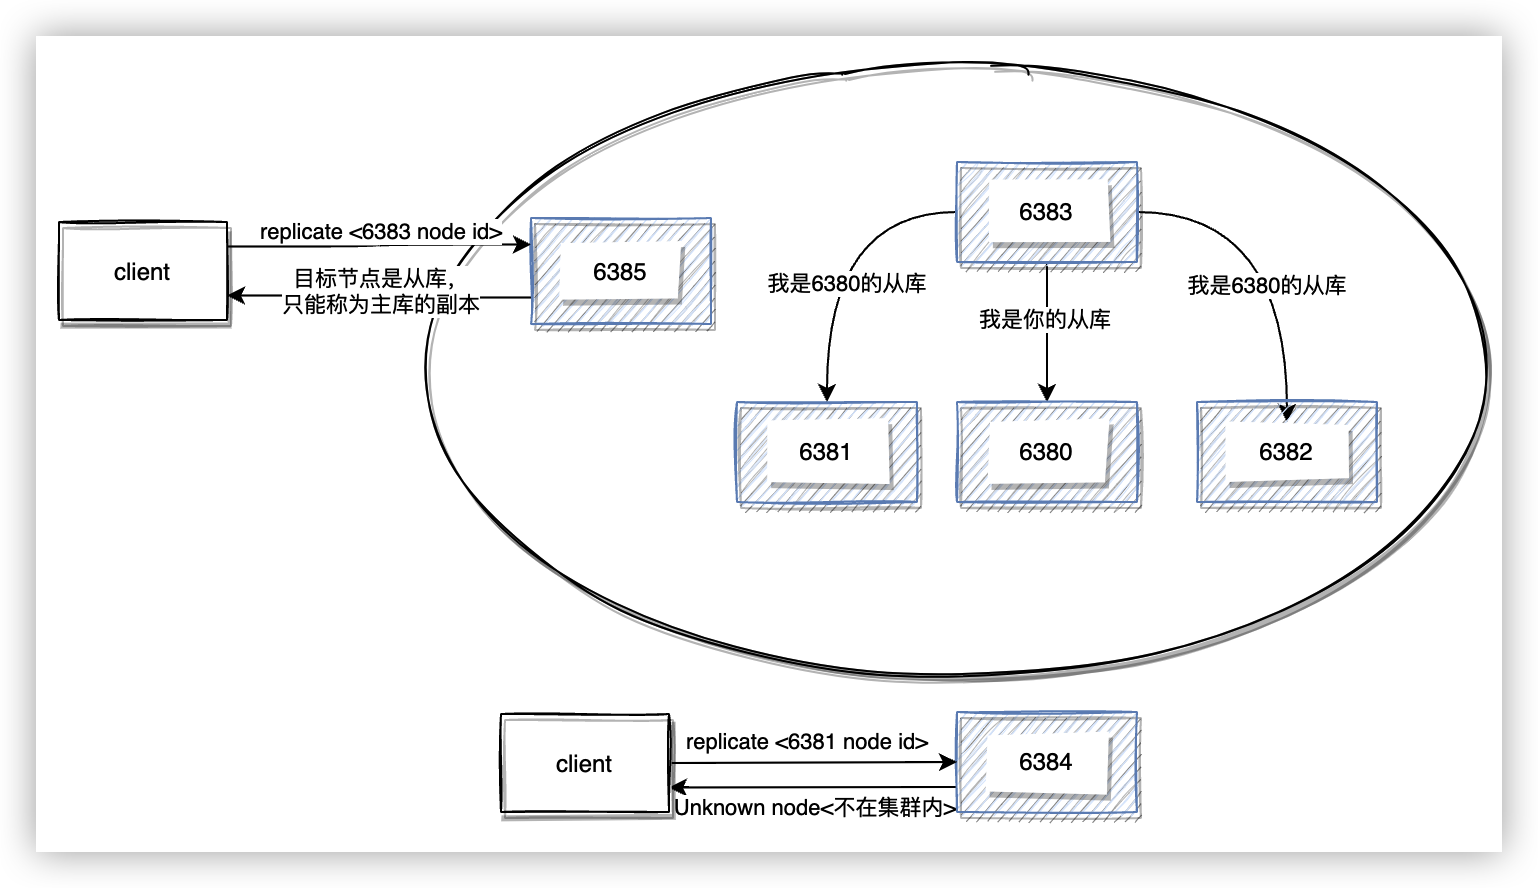 6383
replicate <6383 node id>
client
6385
目标节点是从库，
只能称为主库的副本
我是6380的从库
我是你的从库
我是6380的从库
6381
6380
6382
client
replicate <6381 node id>
6384
Unknown node<不在集群内>